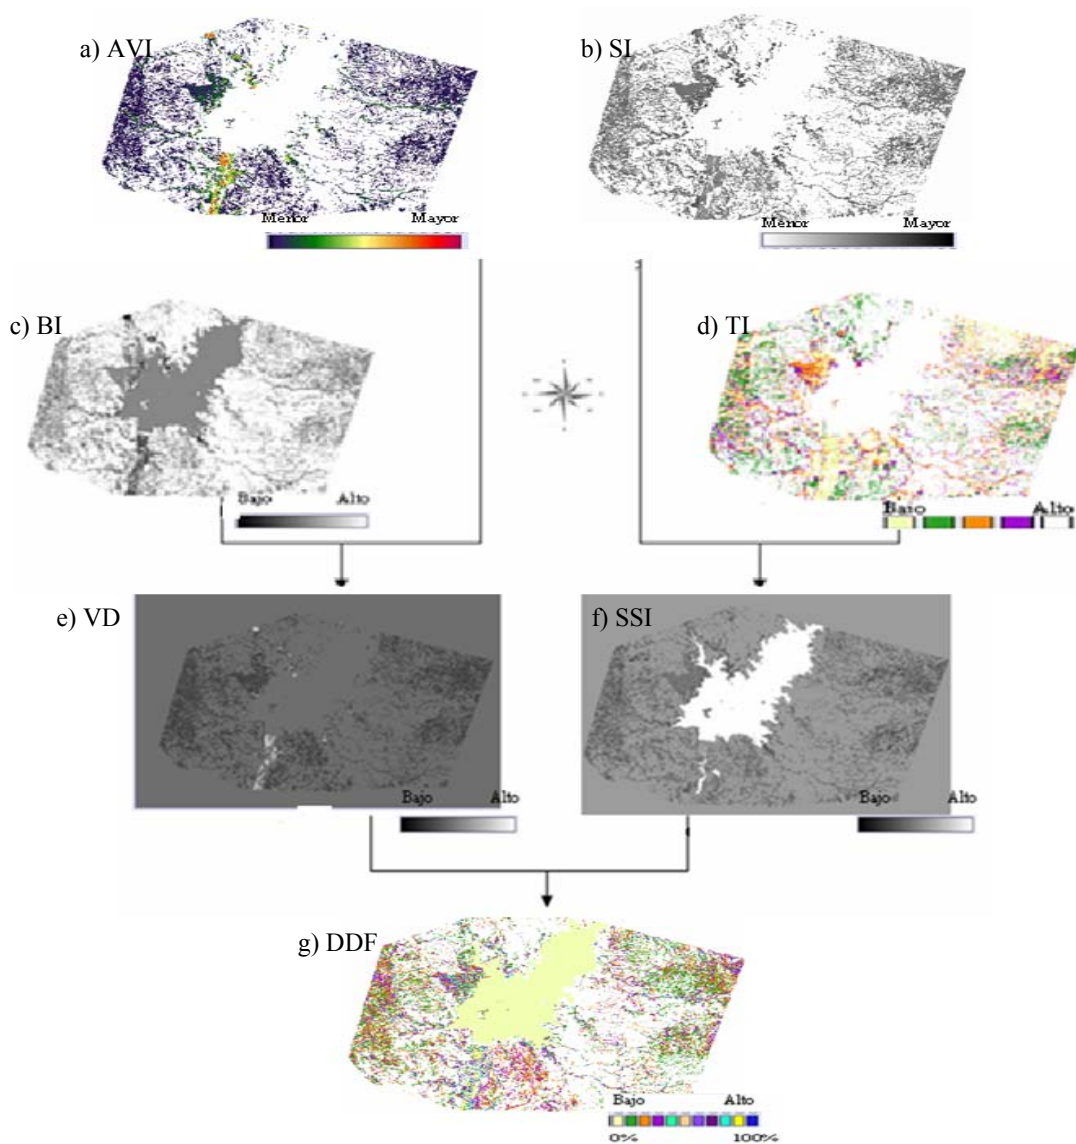 a) AVI
b) SI
Menor Mayor
Menor Mayor
c) BI
d) TI
Bajo Alto
Bajo Alto
e) VD
f) SSI
Bajo Alto
Bajo Alto
g) DDF
Bajo Alto
0% 100%